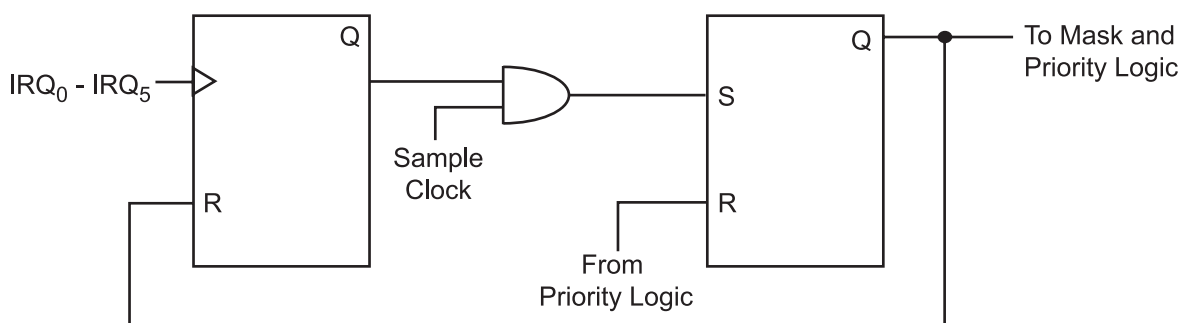 Q
Q
To Mask and
Priority Logic
IRQ0 - IRQ5
S
Sample
Clock
R
R
From
Priority Logic